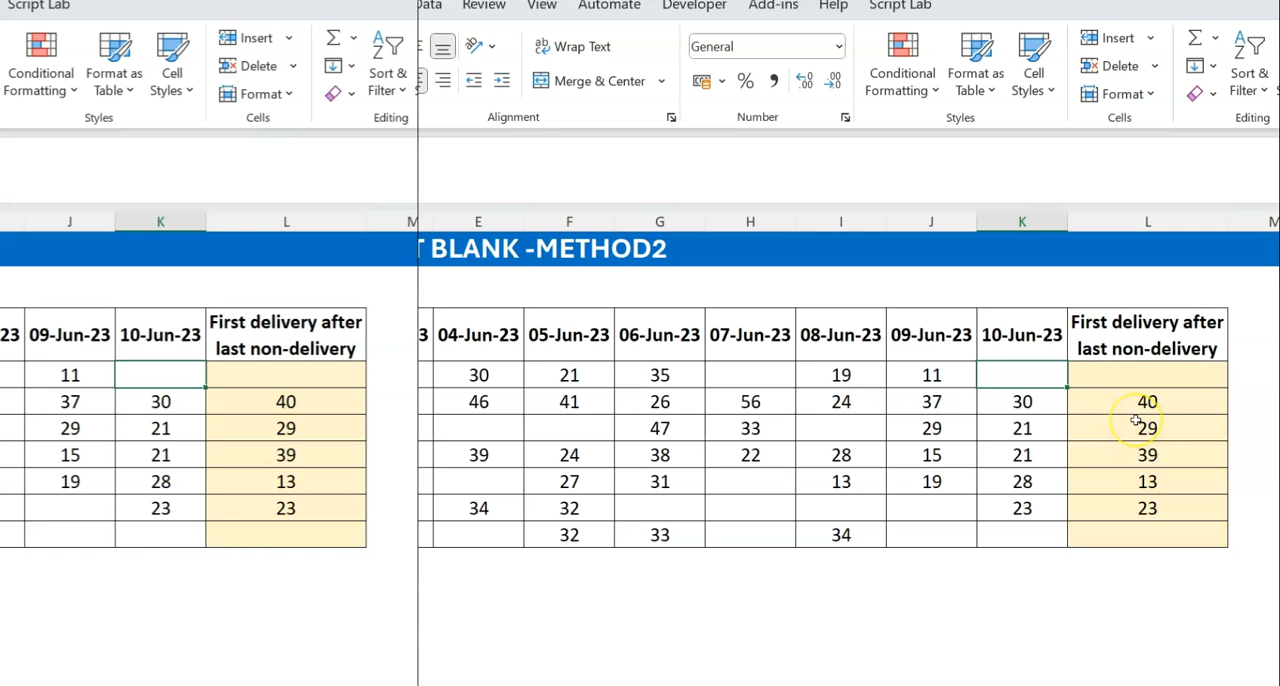 Script Lab
Data Review View Automate Developer Add-ins Help Script Lab
Insert
Delete
Format
Conditional Formatting
Format as Table
Cell Styles
Sort & Filter
Styles
Cells
Editing
ab Wrap Text
c
Merge & Center
Alignment
General
% , .00
Number
Conditional Formatting
Format as Table
Cell Styles
Insert
Delete
Format
Sort & Filter
Styles
Cells
Editing
J K L M E F G H I J K L M
T BLANK -METHOD2
23 09-Jun-23 10-Jun-23 First delivery after last non-delivery
11
37 30 40
29 21 29
15 21 39
19 28 13
23 23
3 04-Jun-23 05-Jun-23 06-Jun-23 07-Jun-23 08-Jun-23 09-Jun-23 10-Jun-23 First delivery after last non-delivery
30 21 35 19 11
46 41 26 56 24 37 30 40
47 33 29 21 29
39 24 38 22 28 15 21 39
27 31 13 19 28 13
34 32 23 23
32 33 34